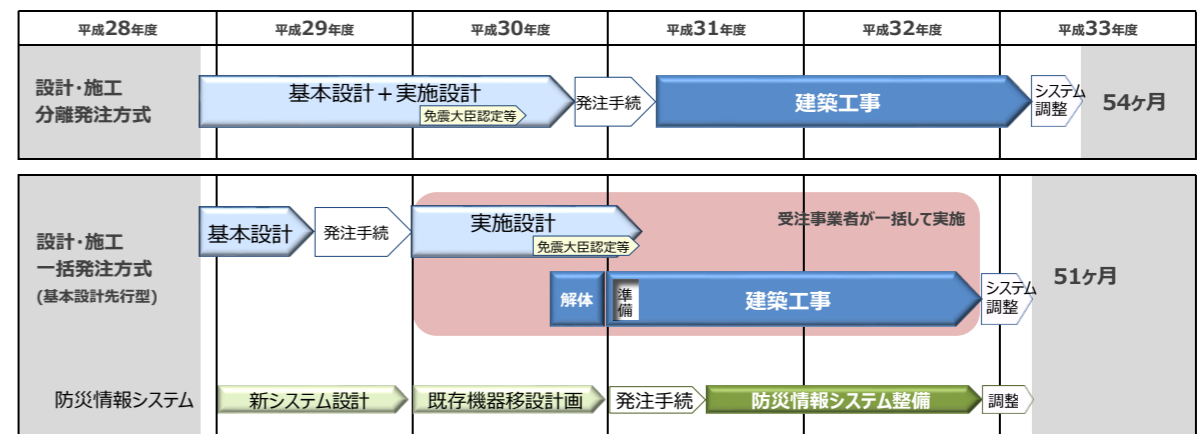 平成28年度
平成29年度
平成30年度
平成31年度
平成32年度
平成33年度
設計・施工
分離発注方式
基本設計＋実施設計
免震大臣認定等
発注手続
建築工事
システム
調整
54ヶ月
設計・施工
一括発注方式
(基本設計先行型)
基本設計
発注手続
実施設計
免震大臣認定等
受注事業者が一括して実施
解体
準
備
建築工事
システム
調整
51ヶ月
防災情報システム
新システム設計
既存機器移設計画
発注手続
防災情報システム整備
調整